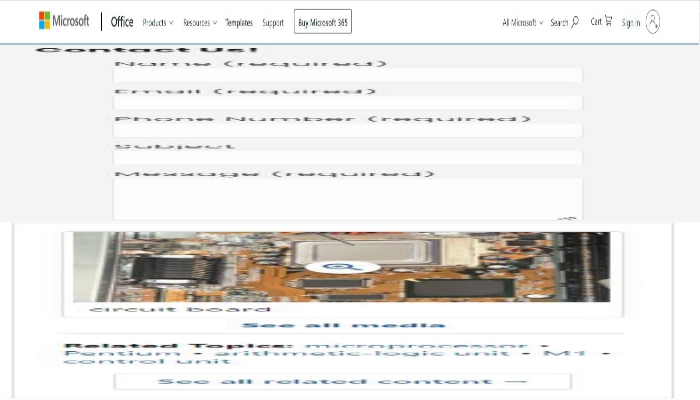 Microsoft
Office
Products
Resources
Templates
Support
Buy Microsoft 365
All Microsoft
Search
Cart
Sign in
Contact Us!
Name (required)
Email (required)
Phone Number (required)
Subject
Message (required)
circuit board
See all media
Related Topics: microprocessor •
Pentium • arithmetic-logic unit • M1 •
control unit
See all related content →